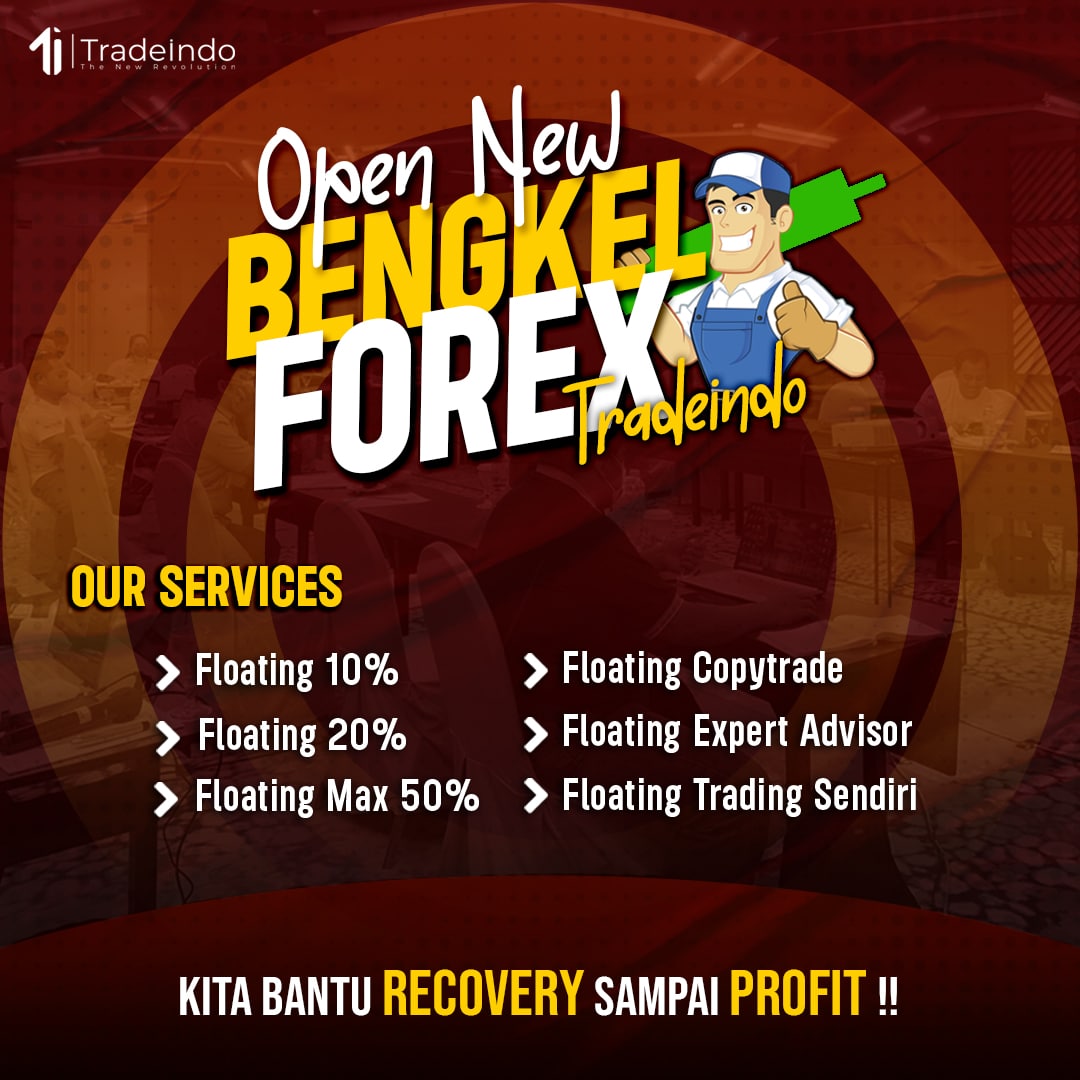 Tradeindo
The New Revolution
Open New
BENGKEL
FOREX
Tradeindo
OUR SERVICES
Floating 10%
Floating 20%
Floating Max 50%
Floating Copytrade
Floating Expert Advisor
Floating Trading Sendiri
KITA BANTU RECOVERY SAMPAI PROFIT !!